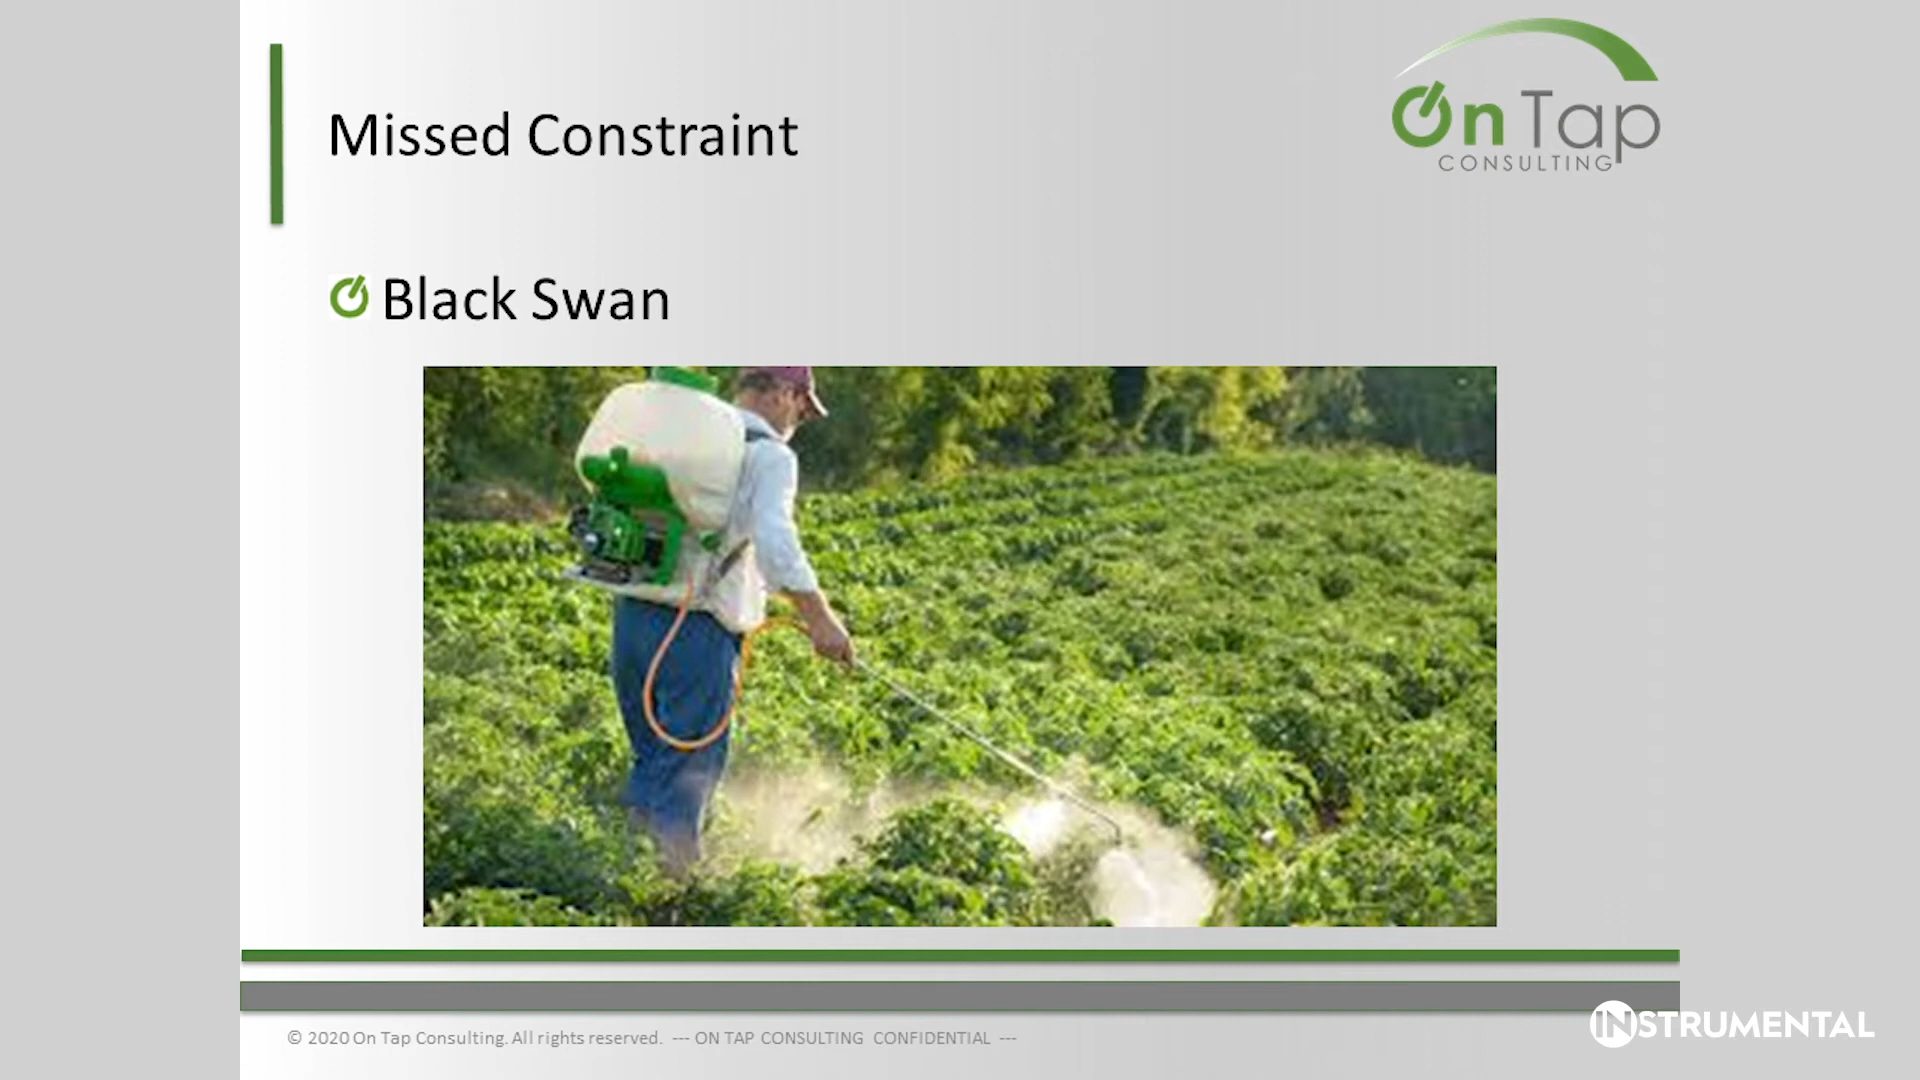 On Tap
CONSULTING
Missed Constraint
Black Swan
© 2020 On Tap Consulting. All rights reserved. --- ON TAP CONSULTING CONFIDENTIAL ---
INSTRUMENTAL